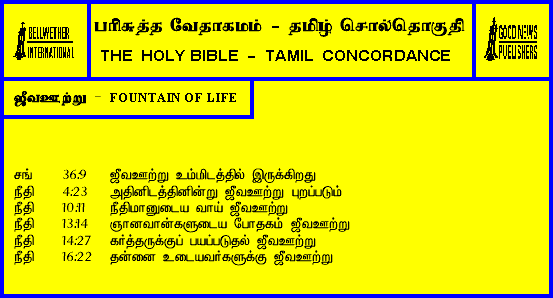 BELLWETHER
INTERNATIONAL
பரிசுத்த வேதாகமம் - தமிழ் சொல்தொகுதி
THE HOLY BIBLE - TAMIL CONCORDANCE
GOOD NEWS
PUBLISHERS
ஜீவஊற்று - FOUNTAIN OF LIFE
சங் 36:9 ஜீவஊற்று உம்மிடத்தில் இருக்கிறது
நீதி 4:23 அதினிடத்தினின்று ஜீவஊற்று புறப்படும்
நீதி 10:11 நீதிமானுடைய வாய் ஜீவஊற்று
நீதி 13:14 ஞானவான்களுடைய போதகம் ஜீவஊற்று
நீதி 14:27 கர்த்தருக்குப் பயப்படுதல் ஜீவஊற்று
நீதி 16:22 தன்னை உடையவர்களுக்கு ஜீவஊற்று